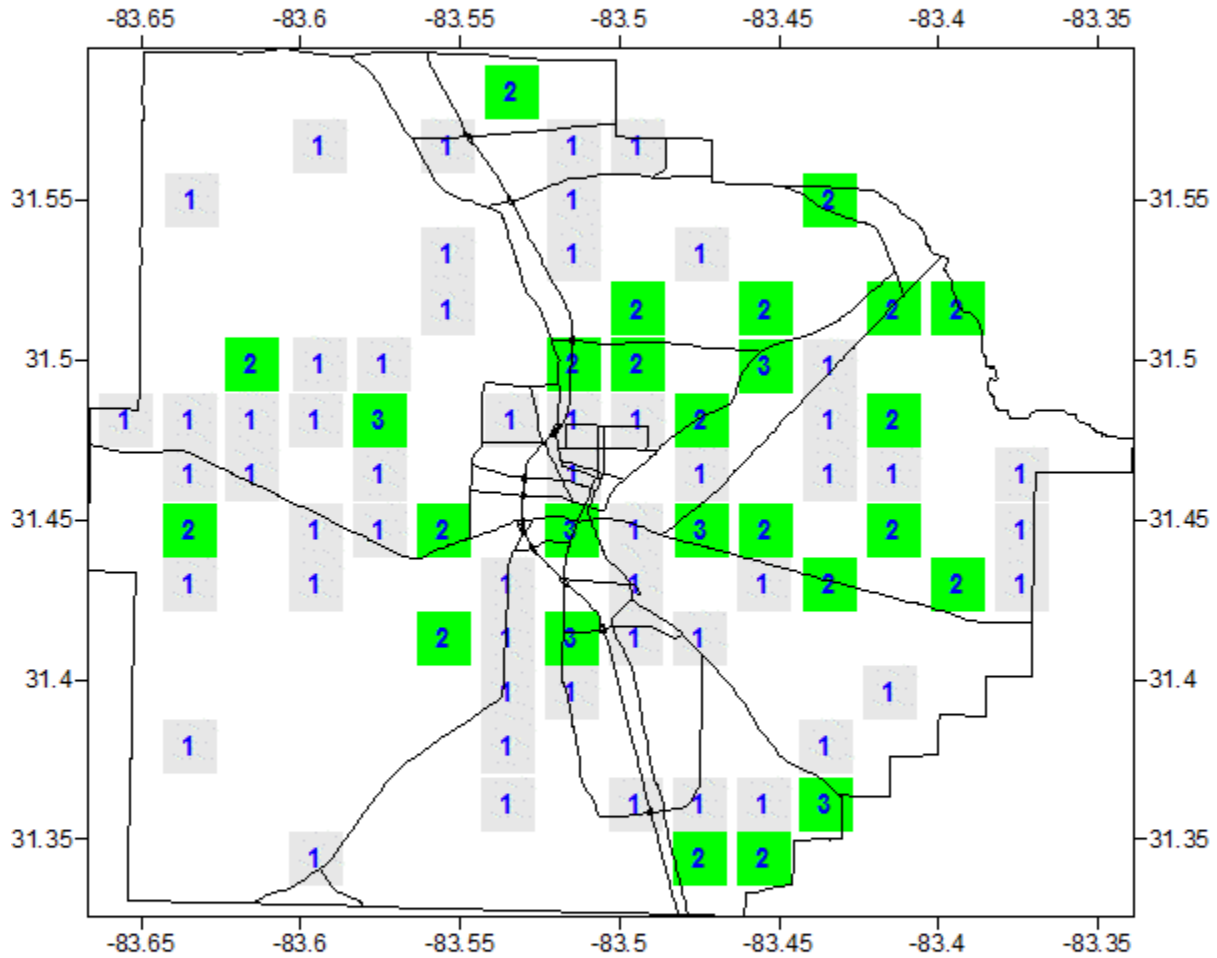 -83.65 -83.6 -83.55 -83.5 -83.45 -83.4 -83.35
2
1 1 1 1
31.55 1 1 2 31.55
1 1 1
1 2 2 2 2
31.5 2 1 1 2 2 3 1 31.5
1 1 1 1 3 1 1 1 2 1 2
1 1 1 1 1 1 1 1
31.45 2 1 1 2 3 1 3 2 2 1 31.45
1 1 1 1 1 2 2 1
2 1 3 1 1
31.4 1 1 1 31.4
1 1 1
1 1 1 1 3
31.35 1 2 2 31.35
-83.65 -83.6 -83.55 -83.5 -83.45 -83.4 -83.35